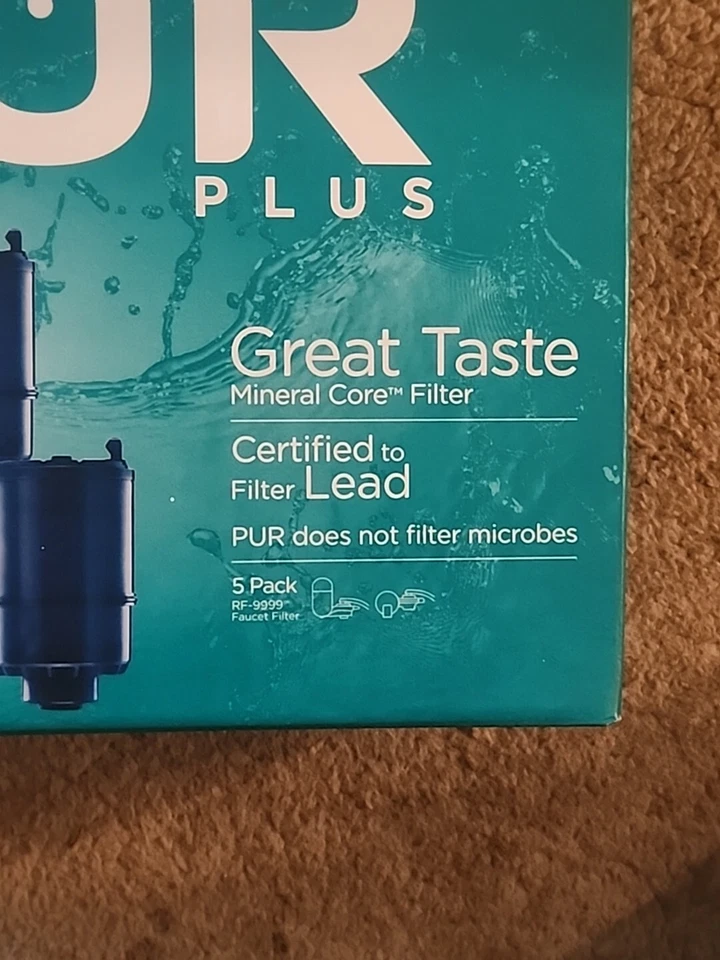 PUR
PLUS
Great Taste
Mineral Core™ Filter
Certified to
Filter Lead
PUR does not filter microbes
5 Pack
RF-9999™
Faucet Filter